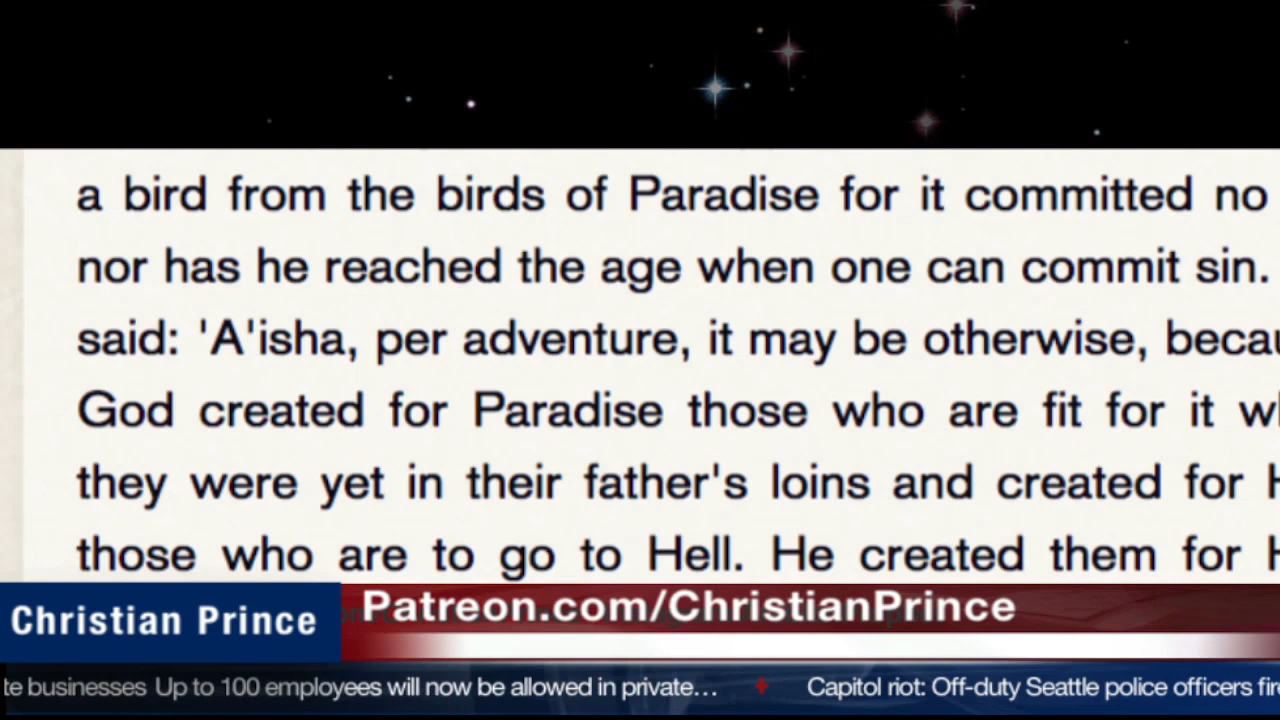 a bird from the birds of Paradise for it committed no
nor has he reached the age when one can commit sin.
said: 'A'isha, per adventure, it may be otherwise, becau
God created for Paradise those who are fit for it wh
they were yet in their father's loins and created for H
those who are to go to Hell. He created them for H
Christian Prince
Patreon.com/ChristianPrince
te businesses Up to 100 employees will now be allowed in private… Capitol riot: Off-duty Seattle police officers fire